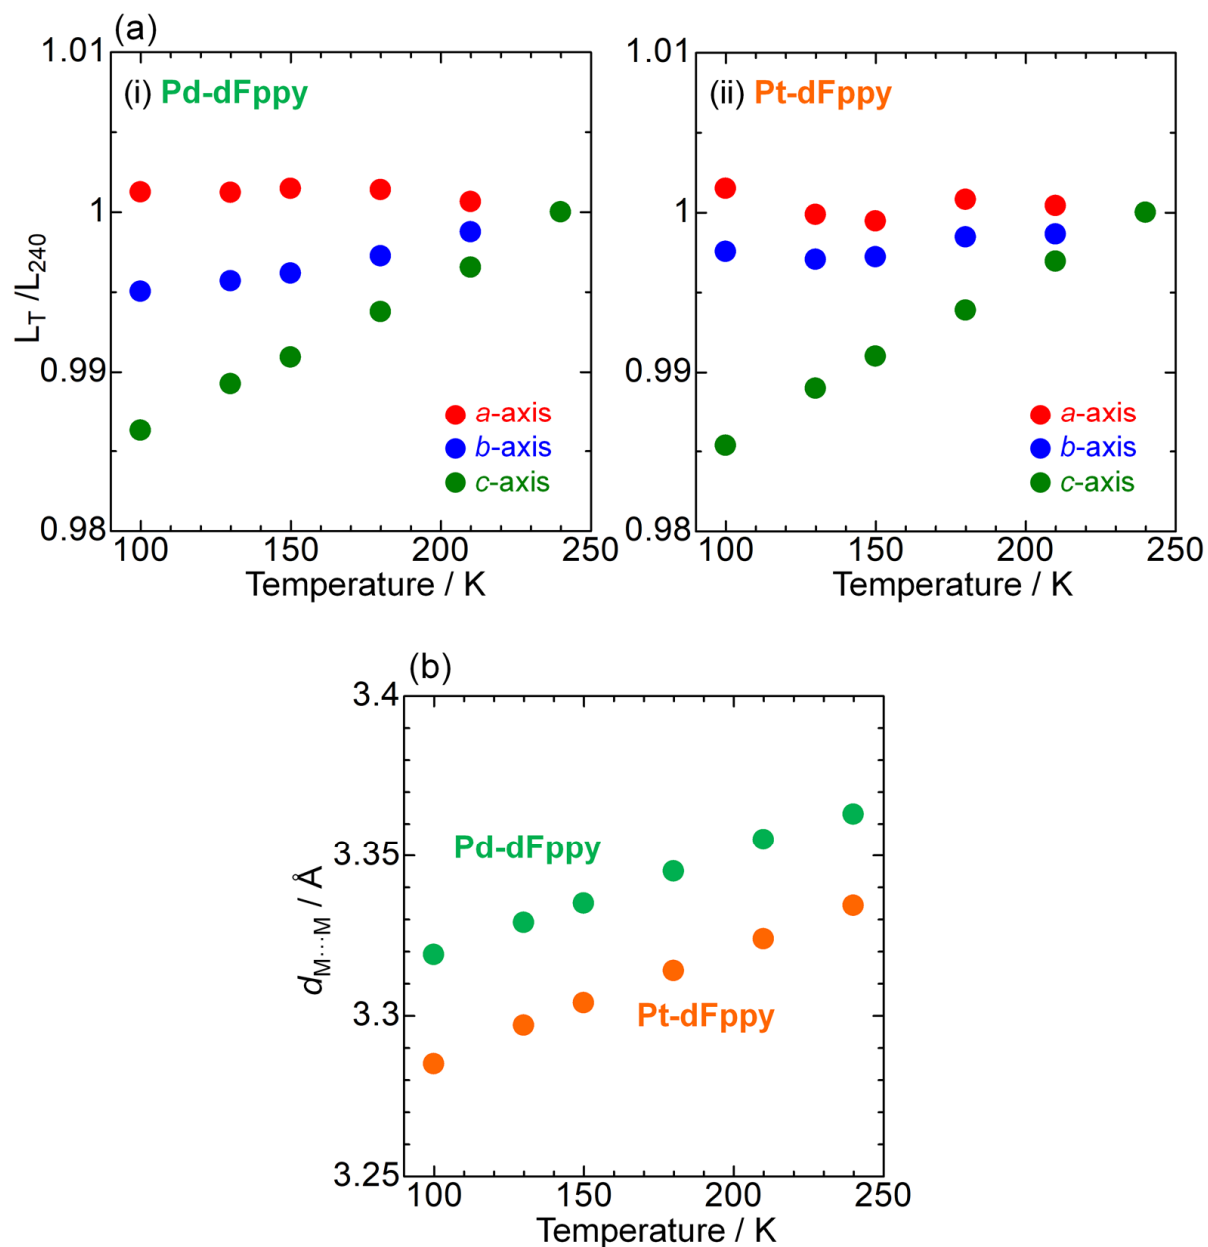 (a)
(i) Pd-dFppy
(ii) Pt-dFppy
1.01
1
0.99
0.98
L_T /L_240
a-axis
b-axis
c-axis
100 150 200 250
Temperature / K
1.01
1
0.99
0.98
a-axis
b-axis
c-axis
100 150 200 250
Temperature / K
(b)
3.4
3.35
3.3
3.25
d_M···M / Å
Pd-dFppy
Pt-dFppy
100 150 200 250
Temperature / K